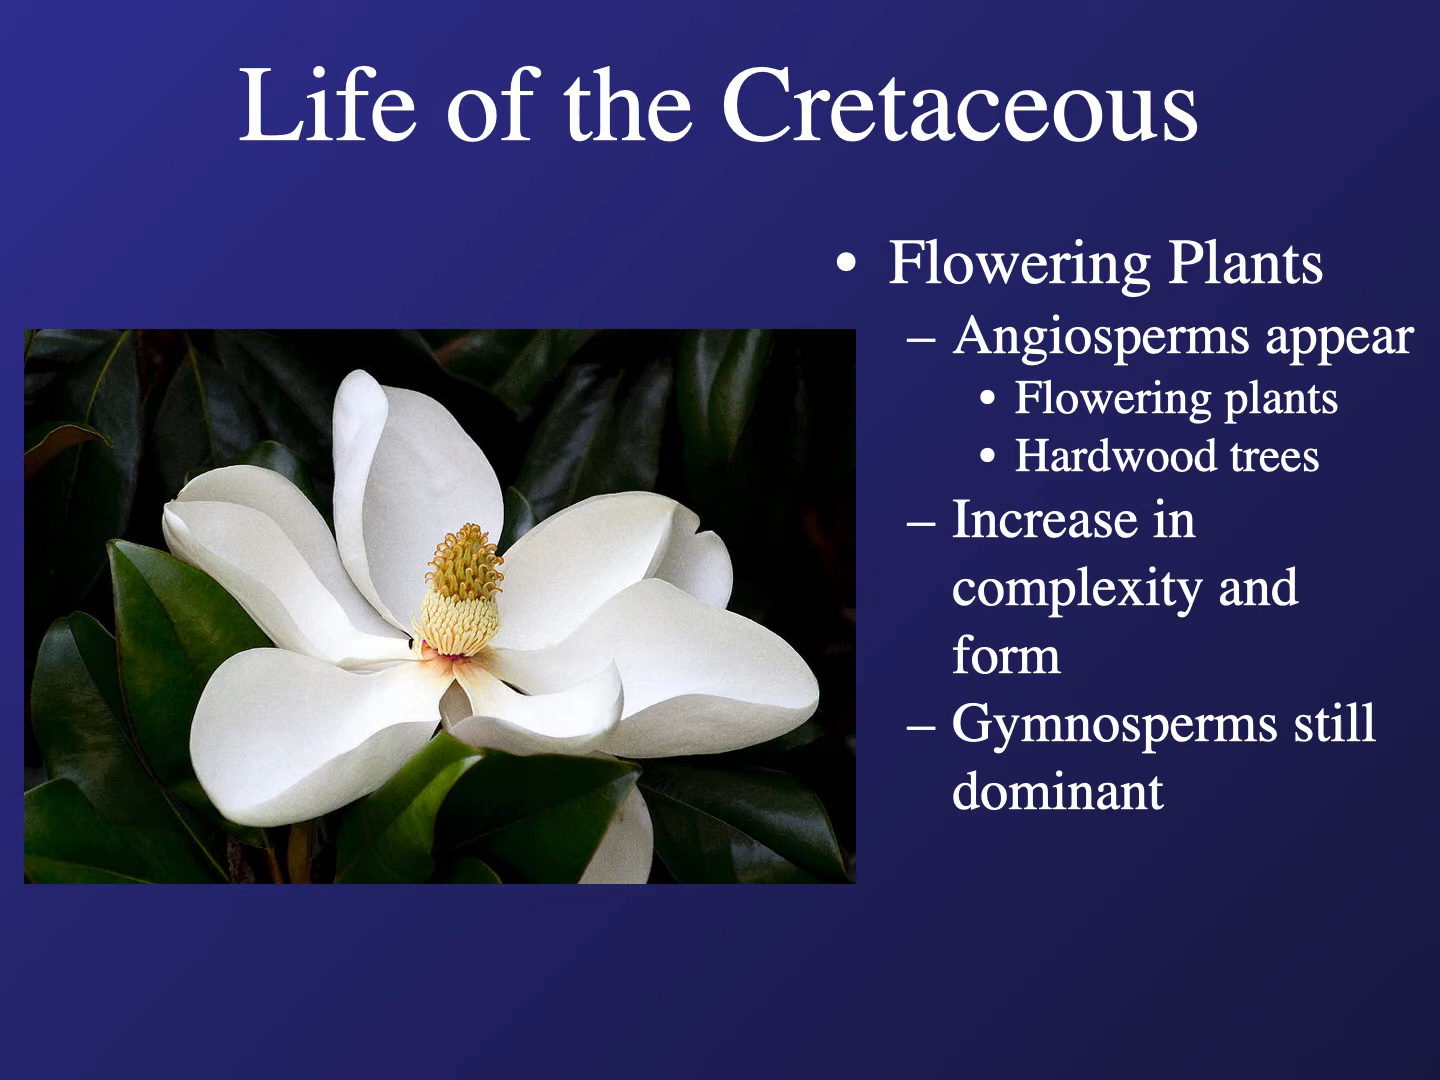 Life of the Cretaceous
• Flowering Plants
– Angiosperms appear
• Flowering plants
• Hardwood trees
– Increase in
complexity and
form
– Gymnosperms still
dominant